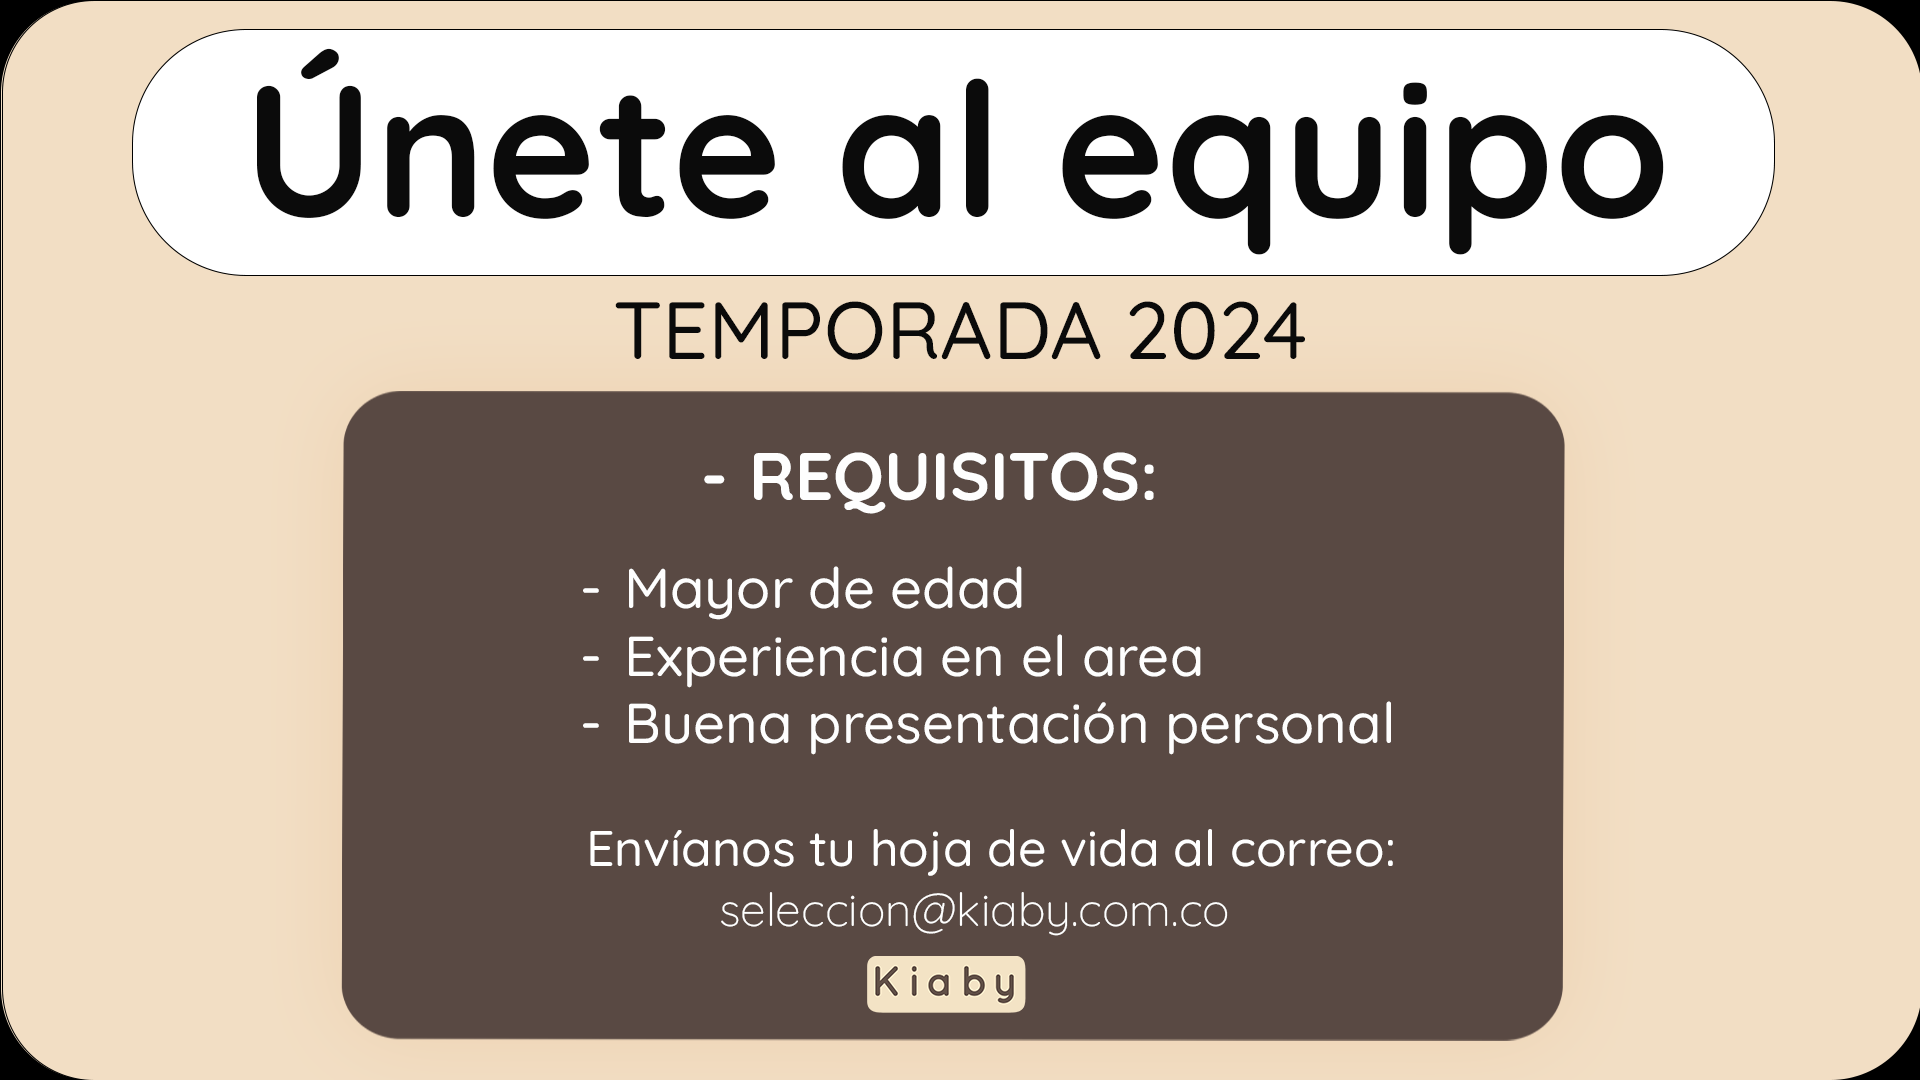 Únete al equipo
TEMPORADA 2024
- REQUISITOS:
- Mayor de edad
- Experiencia en el area
- Buena presentación personal
Envíanos tu hoja de vida al correo:
seleccion@kiaby.com.co
Kiaby